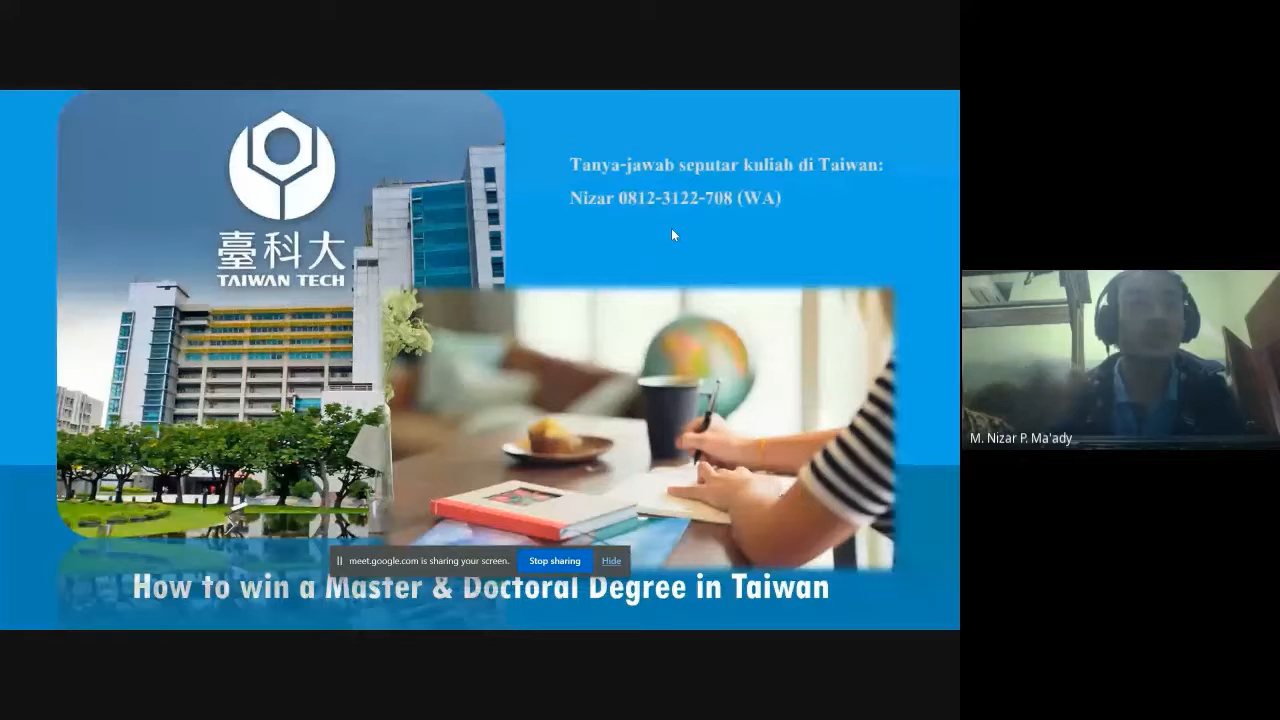 臺科大
TAIWAN TECH
Tanya-jawab seputar kuliah di Taiwan:
Nizar 0812-3122-708 (WA)
meet.google.com is sharing your screen.
Stop sharing
Hide
How to win a Master & Doctoral Degree in Taiwan
M. Nizar P. Ma'ady